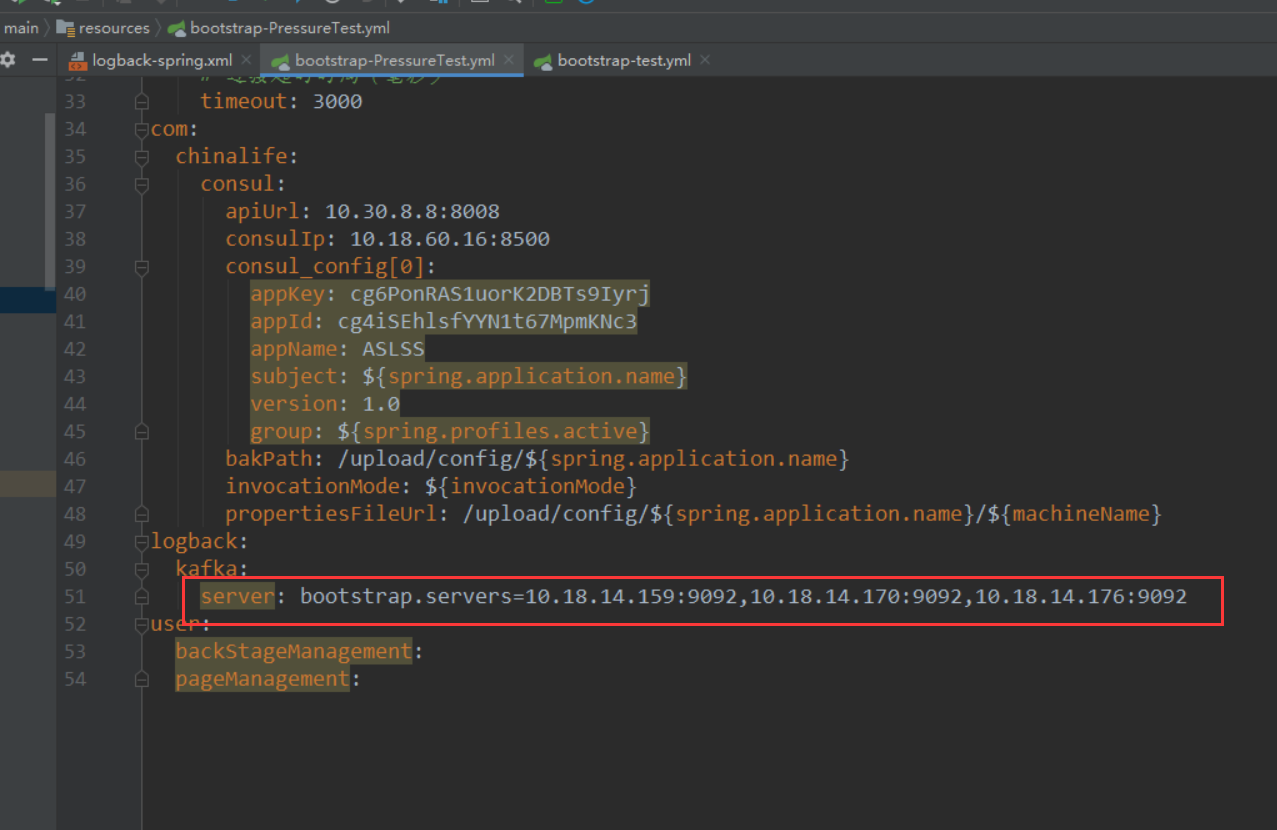 main resources bootstrap-PressureTest.yml
logback-spring.xml bootstrap-PressureTest.yml bootstrap-test.yml
33 timeout: 3000
34 com:
35 chinalife:
36 consul:
37 apiUrl: 10.30.8.8:8008
38 consulIp: 10.18.60.16:8500
39 consul_config[0]:
40 appKey: cg6PonRAS1uorK2DBTs9Iyrj
41 appId: cg4iSEhlsfYYN1t67MpmKNc3
42 appName: ASLSS
43 subject: ${spring.application.name}
44 version: 1.0
45 group: ${spring.profiles.active}
46 bakPath: /upload/config/${spring.application.name}
47 invocationMode: ${invocationMode}
48 propertiesFileUrl: /upload/config/${spring.application.name}/${machineName}
49 logback:
50 kafka:
51 server: bootstrap.servers=10.18.14.159:9092,10.18.14.170:9092,10.18.14.176:9092
52 user:
53 backStageManagement:
54 pageManagement: